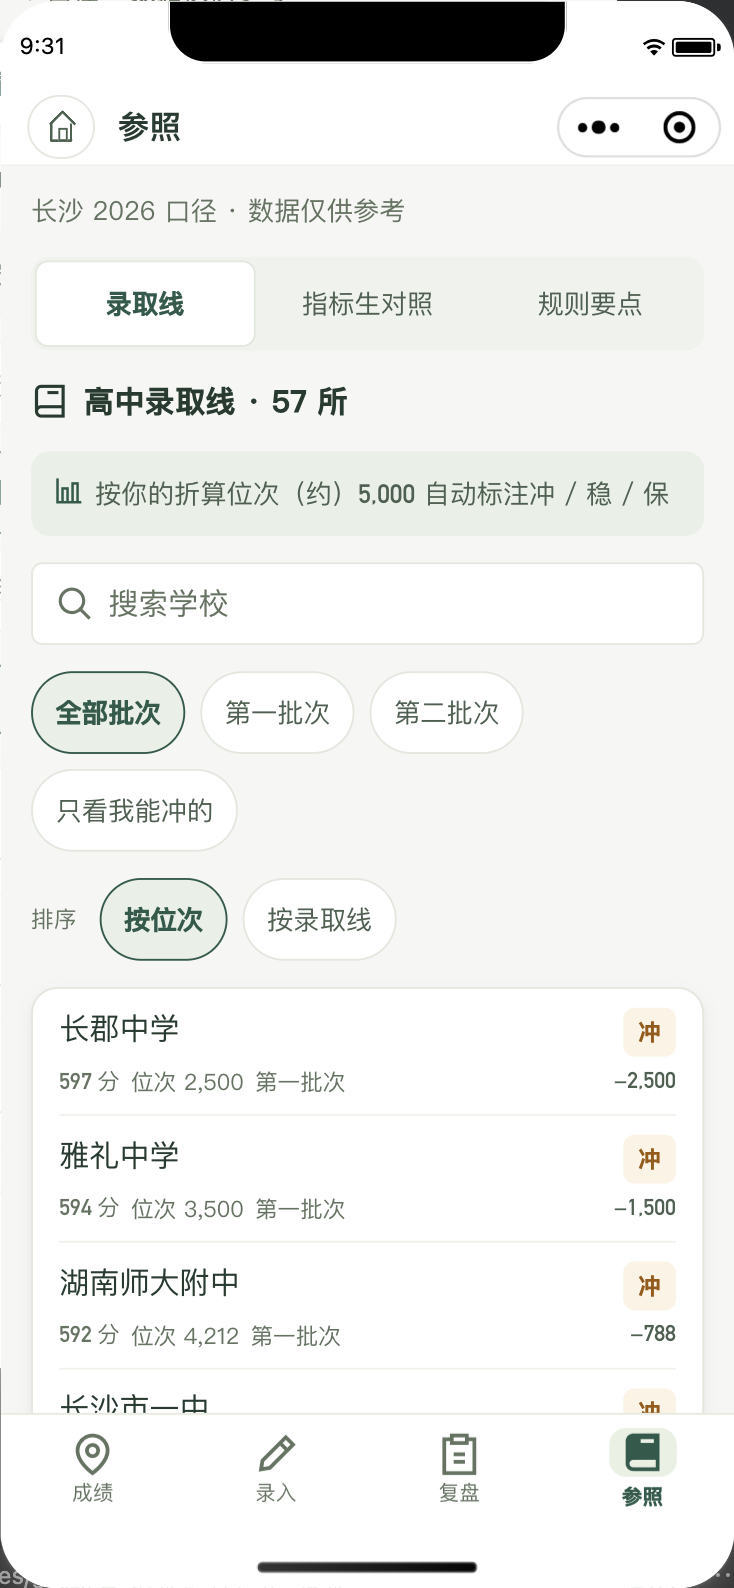 9:31
参照
长沙 2026 口径 · 数据仅供参考
录取线 指标生对照 规则要点
高中录取线 · 57 所
按你的折算位次（约）5,000 自动标注冲 / 稳 / 保
搜索学校
全部批次 第一批次 第二批次
只看我能冲的
排序 按位次 按录取线
长郡中学 冲
597 分 位次 2,500 第一批次 −2,500
雅礼中学 冲
594 分 位次 3,500 第一批次 −1,500
湖南师大附中 冲
592 分 位次 4,212 第一批次 −788
长沙市一中 冲
成绩 录入 复盘 参照